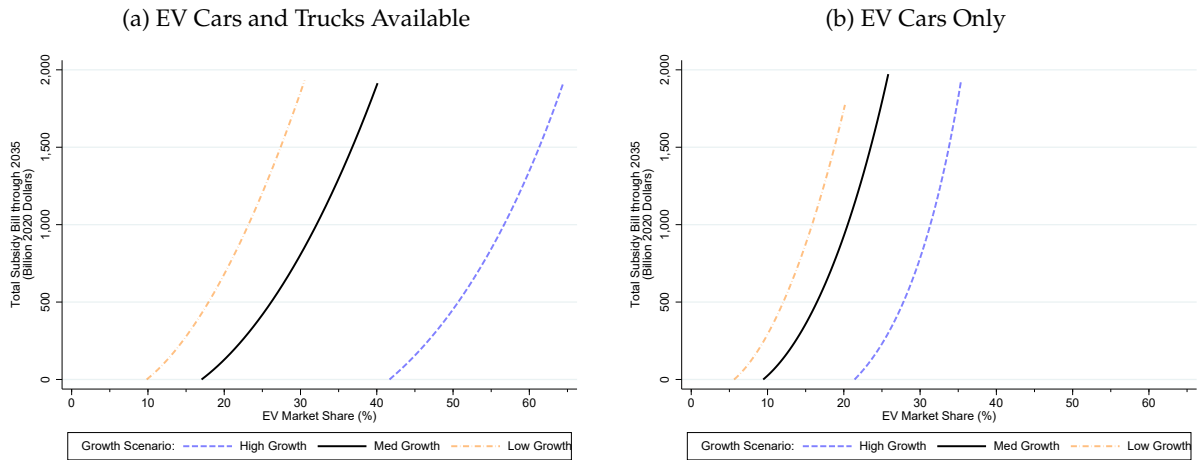 (a) EV Cars and Trucks Available
Total Subsidy Bill through 2035
(Billion 2020 Dollars)
2,000
1,500
1,000
500
0
0 10 20 30 40 50 60
EV Market Share (%)
Growth Scenario: High Growth Med Growth Low Growth
(b) EV Cars Only
Total Subsidy Bill through 2035
(Billion 2020 Dollars)
2,000
1,500
1,000
500
0
0 10 20 30 40 50 60
EV Market Share (%)
Growth Scenario: High Growth Med Growth Low Growth